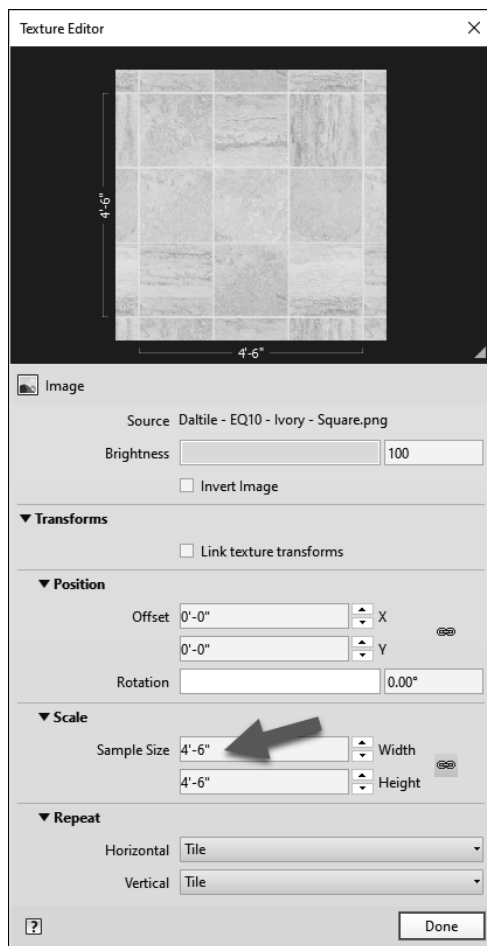 Texture Editor
4'-6"
4'-6"
Image
Source Daltile - EQ10 - Ivory - Square.png
Brightness 100
Invert Image
Transforms
Link texture transforms
Position
Offset 0'-0" X
0'-0" Y
Rotation 0.00°
Scale
Sample Size 4'-6" Width
4'-6" Height
Repeat
Horizontal Tile
Vertical Tile
? Done